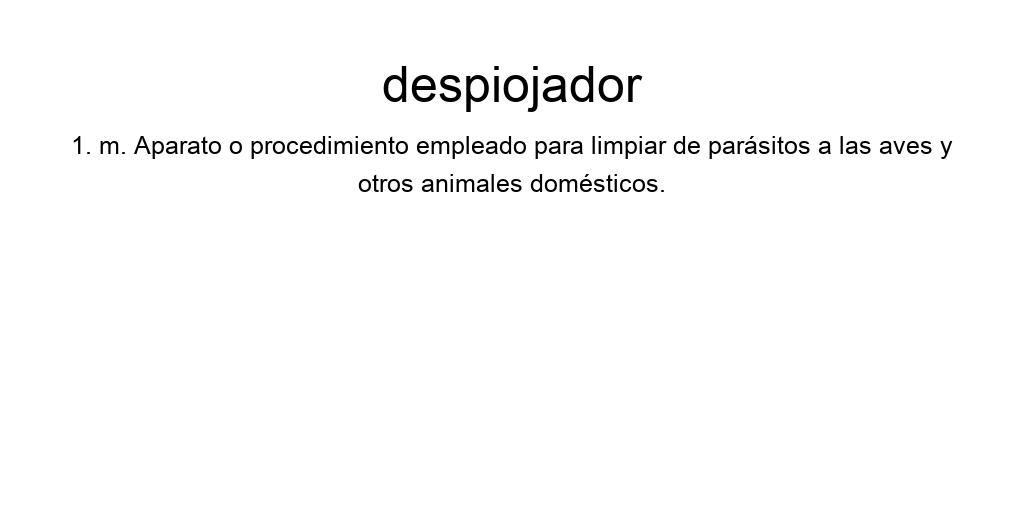 despiojador
1. m. Aparato o procedimiento empleado para limpiar de parásitos a las aves y
otros animales domésticos.